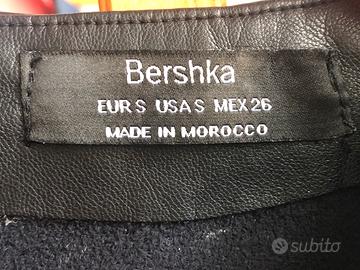 Bershka
EUR S USA S MEX 26
MADE IN MOROCCO
subito